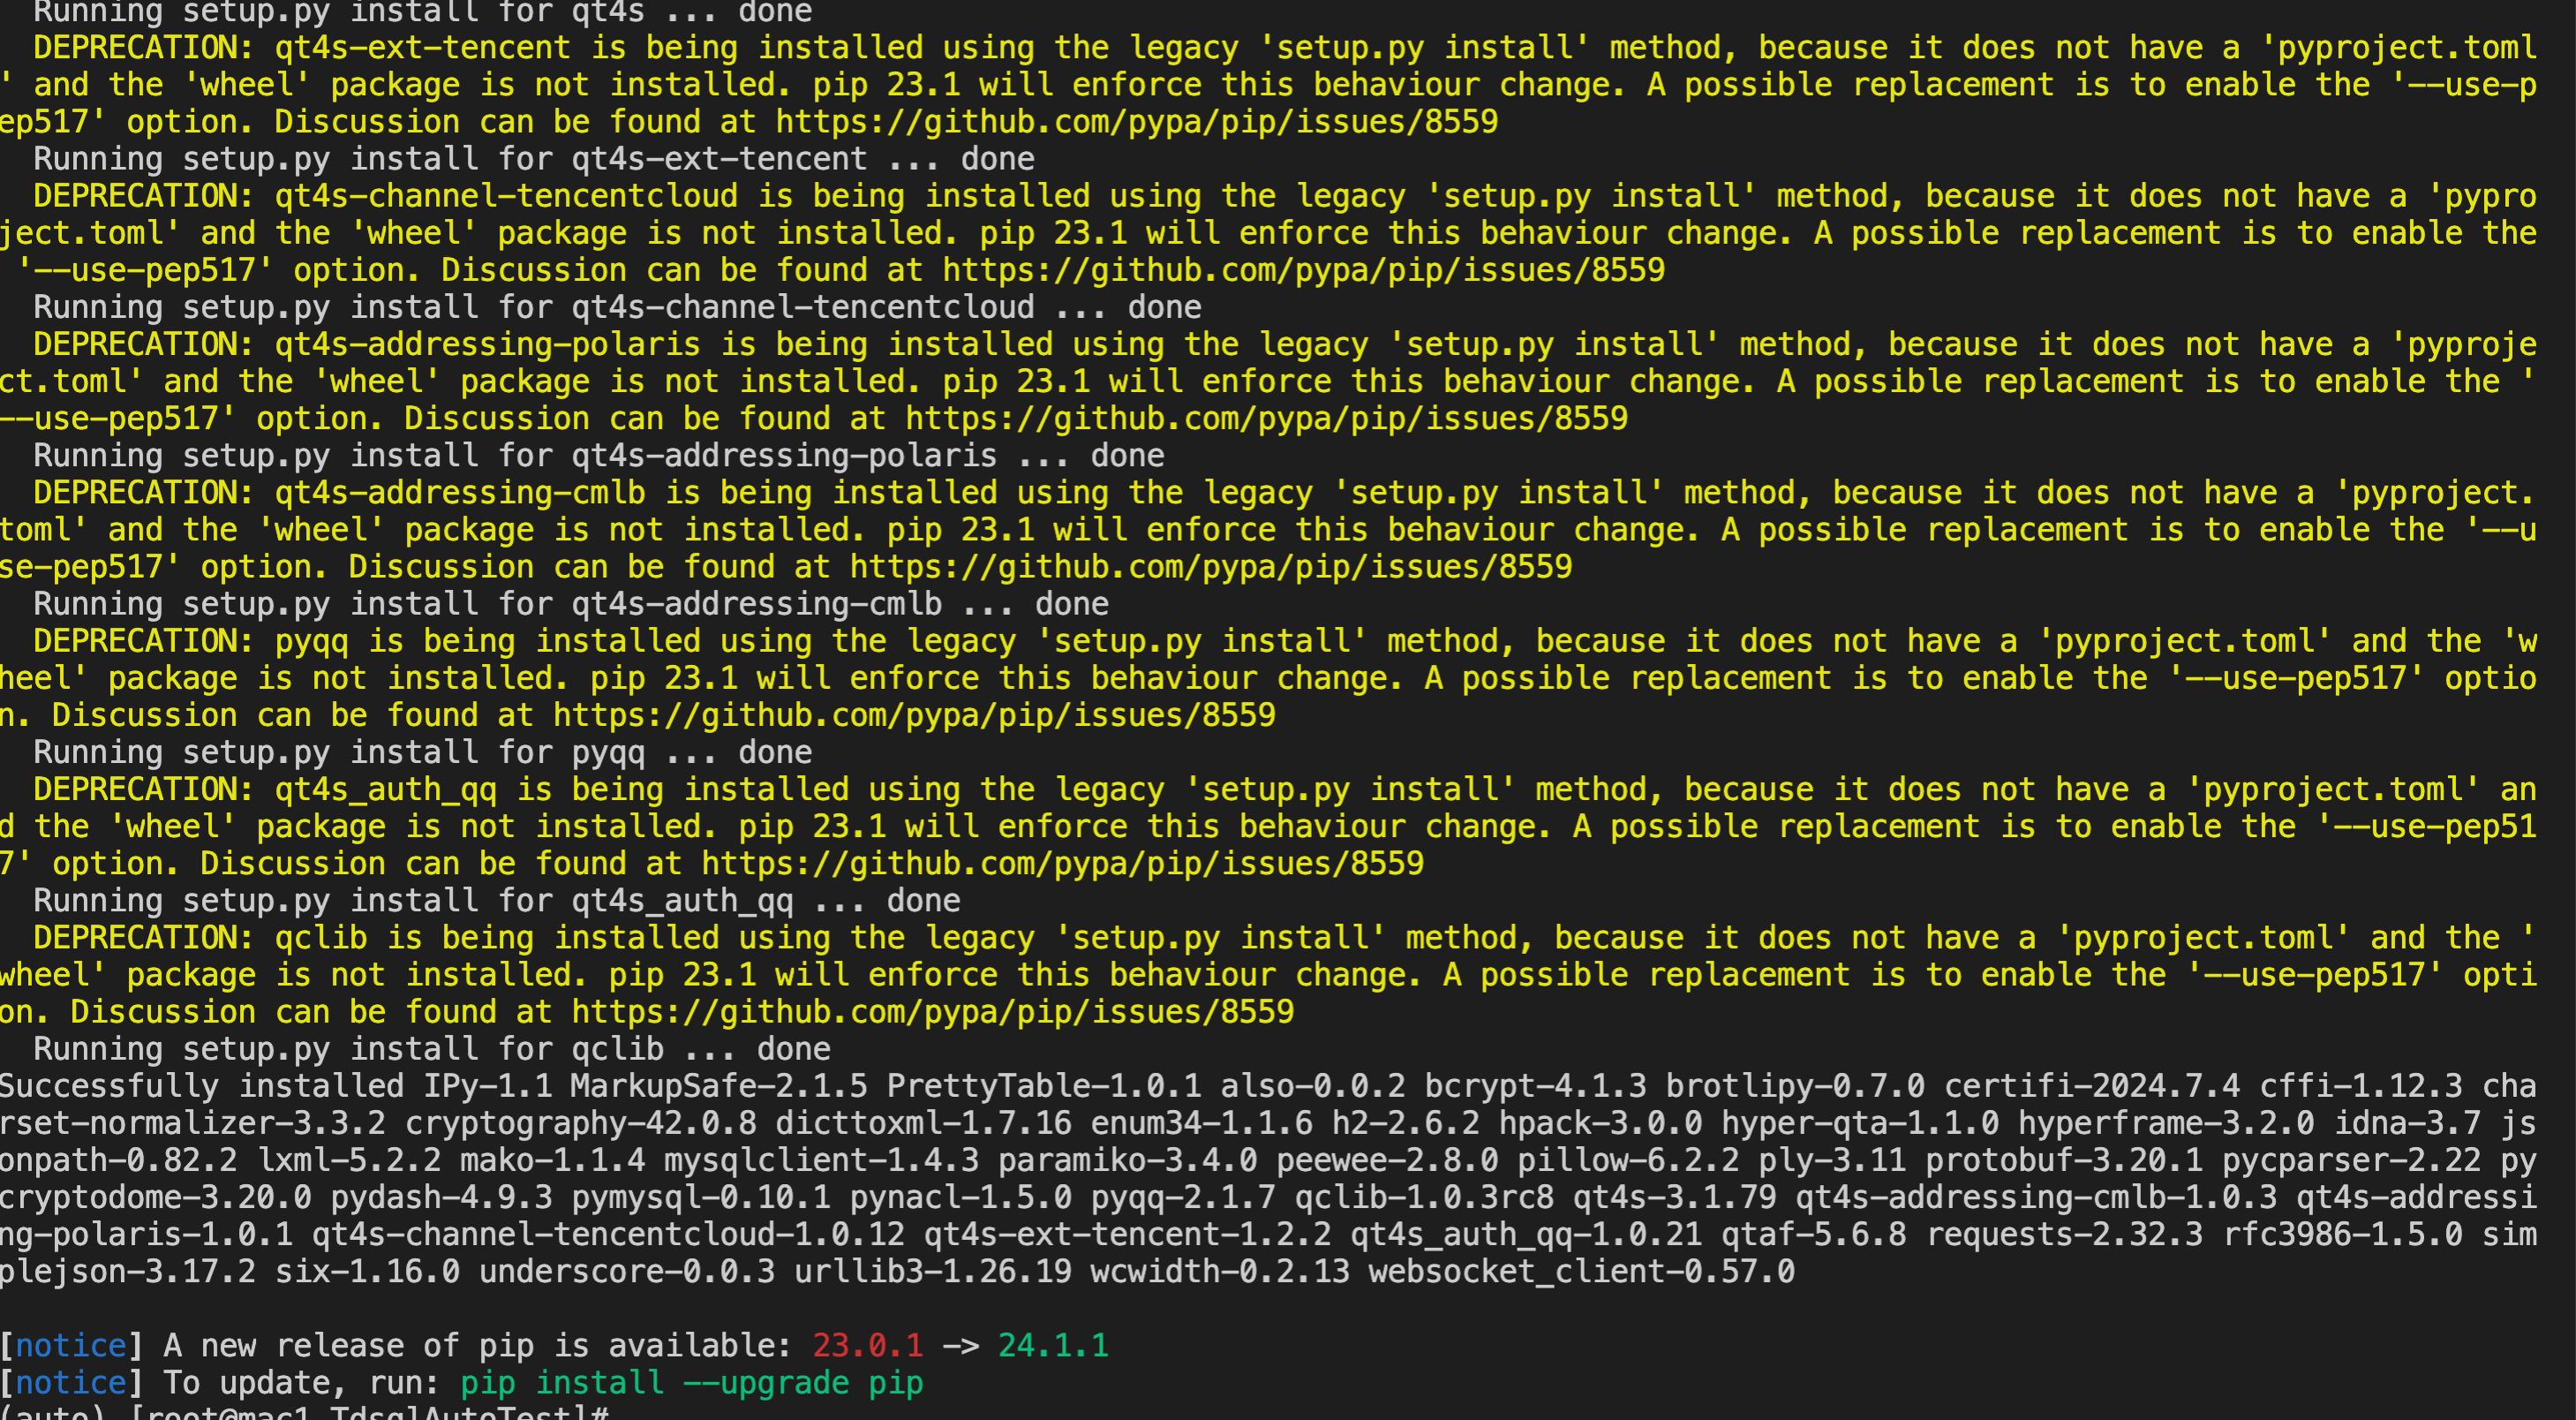 Running setup.py install for qt4s ... done
DEPRECATION: qt4s-ext-tencent is being installed using the legacy 'setup.py install' method, because it does not have a 'pyproject.toml
' and the 'wheel' package is not installed. pip 23.1 will enforce this behaviour change. A possible replacement is to enable the '--use-p
ep517' option. Discussion can be found at https://github.com/pypa/pip/issues/8559
Running setup.py install for qt4s-ext-tencent ... done
DEPRECATION: qt4s-channel-tencentcloud is being installed using the legacy 'setup.py install' method, because it does not have a 'pypro
ject.toml' and the 'wheel' package is not installed. pip 23.1 will enforce this behaviour change. A possible replacement is to enable the
'--use-pep517' option. Discussion can be found at https://github.com/pypa/pip/issues/8559
Running setup.py install for qt4s-channel-tencentcloud ... done
DEPRECATION: qt4s-addressing-polaris is being installed using the legacy 'setup.py install' method, because it does not have a 'pyproje
ct.toml' and the 'wheel' package is not installed. pip 23.1 will enforce this behaviour change. A possible replacement is to enable the '
--use-pep517' option. Discussion can be found at https://github.com/pypa/pip/issues/8559
Running setup.py install for qt4s-addressing-polaris ... done
DEPRECATION: qt4s-addressing-cmlb is being installed using the legacy 'setup.py install' method, because it does not have a 'pyproject.
toml' and the 'wheel' package is not installed. pip 23.1 will enforce this behaviour change. A possible replacement is to enable the '--u
se-pep517' option. Discussion can be found at https://github.com/pypa/pip/issues/8559
Running setup.py install for qt4s-addressing-cmlb ... done
DEPRECATION: pyqq is being installed using the legacy 'setup.py install' method, because it does not have a 'pyproject.toml' and the 'w
heel' package is not installed. pip 23.1 will enforce this behaviour change. A possible replacement is to enable the '--use-pep517' optio
n. Discussion can be found at https://github.com/pypa/pip/issues/8559
Running setup.py install for pyqq ... done
DEPRECATION: qt4s_auth_qq is being installed using the legacy 'setup.py install' method, because it does not have a 'pyproject.toml' an
d the 'wheel' package is not installed. pip 23.1 will enforce this behaviour change. A possible replacement is to enable the '--use-pep51
7' option. Discussion can be found at https://github.com/pypa/pip/issues/8559
Running setup.py install for qt4s_auth_qq ... done
DEPRECATION: qclib is being installed using the legacy 'setup.py install' method, because it does not have a 'pyproject.toml' and the '
wheel' package is not installed. pip 23.1 will enforce this behaviour change. A possible replacement is to enable the '--use-pep517' opti
on. Discussion can be found at https://github.com/pypa/pip/issues/8559
Running setup.py install for qclib ... done
Successfully installed IPy-1.1 MarkupSafe-2.1.5 PrettyTable-1.0.1 also-0.0.2 bcrypt-4.1.3 brotlipy-0.7.0 certifi-2024.7.4 cffi-1.12.3 cha
rset-normalizer-3.3.2 cryptography-42.0.8 dicttoxml-1.7.16 enum34-1.1.6 h2-2.6.2 hpack-3.0.0 hyper-qta-1.1.0 hyperframe-3.2.0 idna-3.7 js
onpath-0.82.2 lxml-5.2.2 mako-1.1.4 mysqlclient-1.4.3 paramiko-3.4.0 peewee-2.8.0 pillow-6.2.2 ply-3.11 protobuf-3.20.1 pycparser-2.22 py
cryptodome-3.20.0 pydash-4.9.3 pymysql-0.10.1 pynacl-1.5.0 pyqq-2.1.7 qclib-1.0.3rc8 qt4s-3.1.79 qt4s-addressing-cmlb-1.0.3 qt4s-addressi
ng-polaris-1.0.1 qt4s-channel-tencentcloud-1.0.12 qt4s-ext-tencent-1.2.2 qt4s_auth_qq-1.0.21 qtaf-5.6.8 requests-2.32.3 rfc3986-1.5.0 sim
plejson-3.17.2 six-1.16.0 underscore-0.0.3 urllib3-1.26.19 wcwidth-0.2.13 websocket_client-0.57.0
[notice] A new release of pip is available: 23.0.1 -> 24.1.1
[notice] To update, run: pip install --upgrade pip
(auto) [root@mac1 TdsqlAutoTest]#